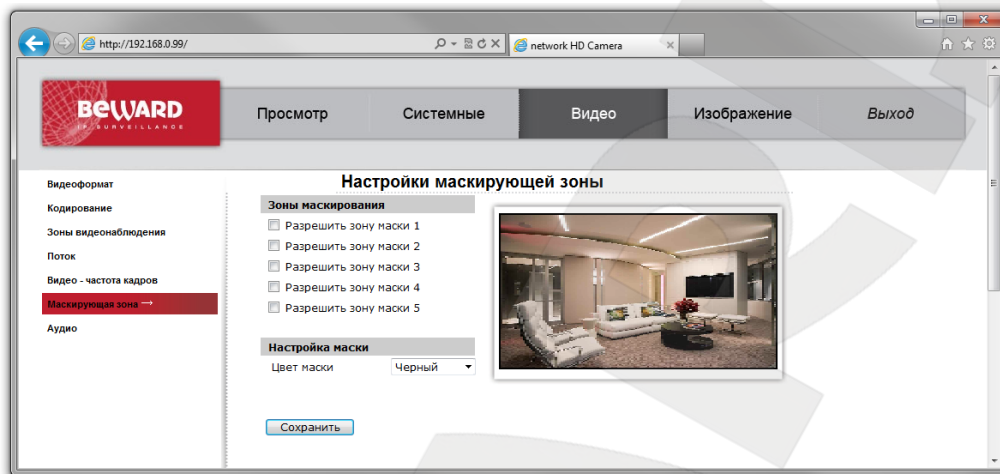 http://192.168.0.99/
network HD Camera
BEWARD
IP SURVEILLANCE
Просмотр
Системные
Видео
Изображение
Выход
Видеоформат
Кодирование
Зоны видеонаблюдения
Поток
Видео - частота кадров
Маскирующая зона →
Аудио
Настройки маскирующей зоны
Зоны маскирования
Разрешить зону маски 1
Разрешить зону маски 2
Разрешить зону маски 3
Разрешить зону маски 4
Разрешить зону маски 5
Настройка маски
Цвет маски Черный
Сохранить